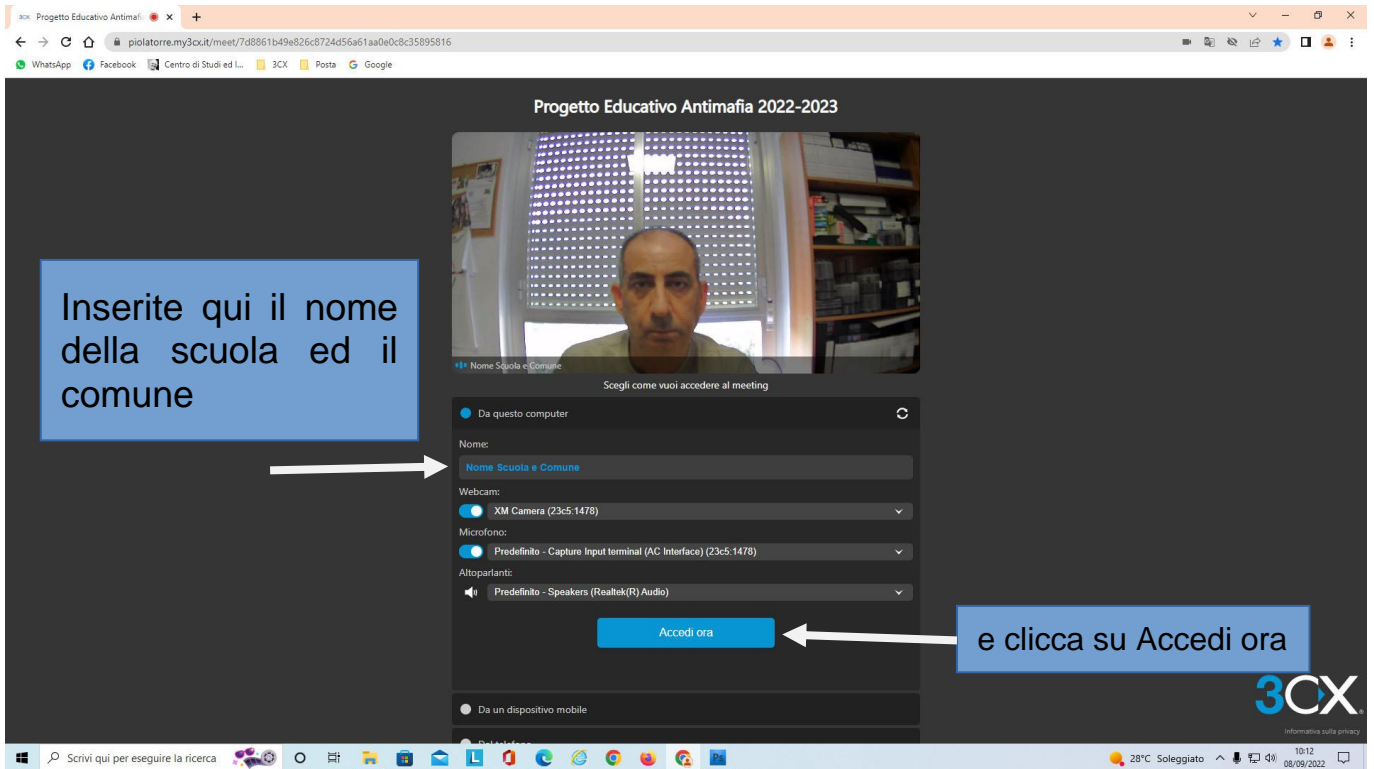 3CX Progetto Educativo Antimafi
piolatorre.my3cx.it/meet/7d8861b49e826c8724d56a61aa0e0c8c35895816
WhatsApp Facebook Centro di Studi ed I... 3CX Posta Google
Progetto Educativo Antimafia 2022-2023
Inserite qui il nome
della scuola ed il
comune
Nome Scuola e Comune
Scegli come vuoi accedere al meeting
Da questo computer
Nome:
Nome Scuola e Comune
Webcam:
XM Camera (23c5:1478)
Microfono:
Predefinito - Capture Input terminal (AC Interface) (23c5:1478)
Altoparlanti:
Predefinito - Speakers (Realtek(R) Audio)
Accedi ora
e clicca su Accedi ora
Da un dispositivo mobile
3CX
Informativa sulla privacy
Scrivi qui per eseguire la ricerca
L
Ps
28°C Soleggiato
10:12
08/09/2022